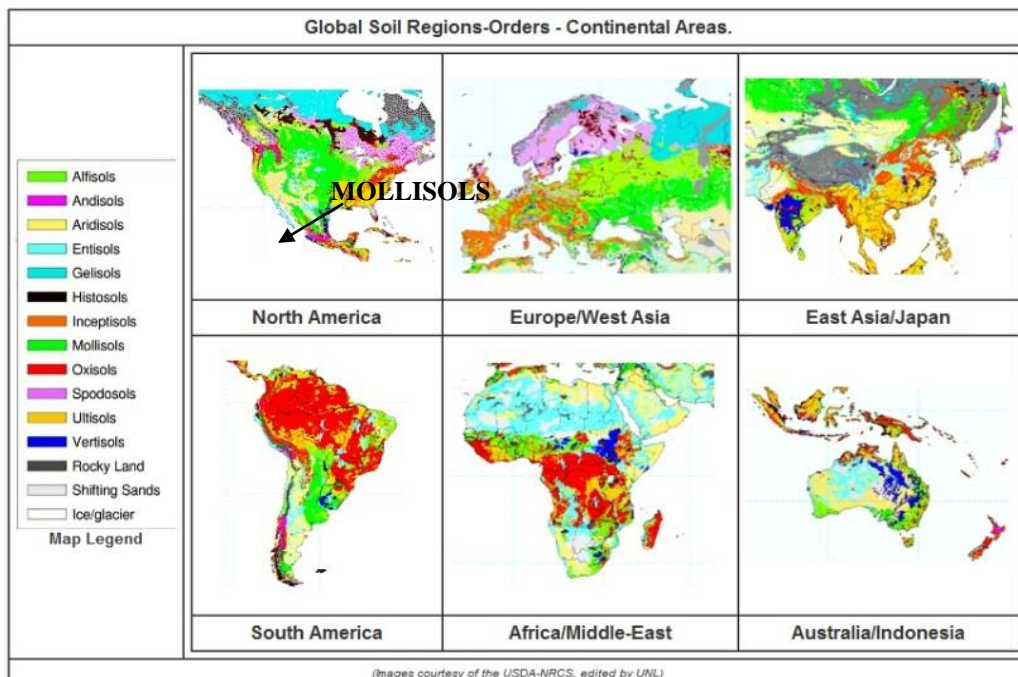 Global Soil Regions-Orders - Continental Areas.
Alfisols
Andisols
Aridisols
Entisols
Gelisols
Histosols
Inceptisols
Mollisols
Oxisols
Spodosols
Ultisols
Vertisols
Rocky Land
Shifting Sands
Ice/glacier
Map Legend
MOLLISOLS
North America
Europe/West Asia
East Asia/Japan
South America
Africa/Middle-East
Australia/Indonesia
(Images courtesy of the USDA-NRCS, edited by UNL)